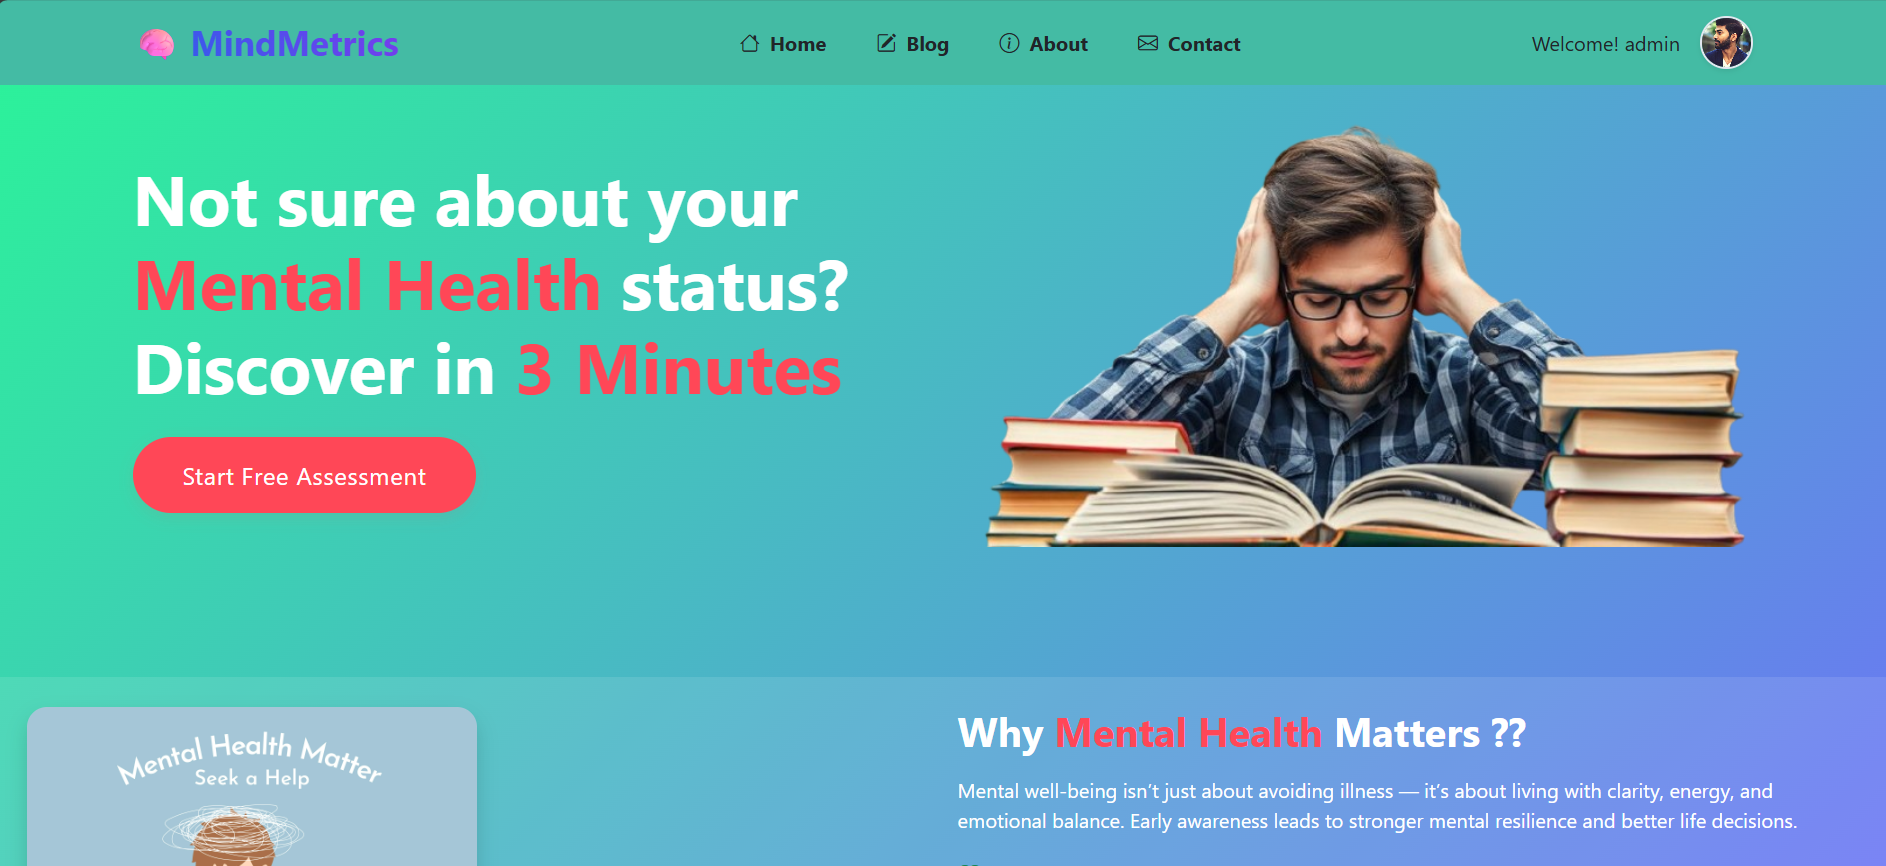 MindMetrics
Home
Blog
About
Contact
Welcome! admin
Not sure about your
Mental Health status?
Discover in 3 Minutes
Start Free Assessment
Mental Health Matter
Seek a Help
Why Mental Health Matters ??
Mental well-being isn’t just about avoiding illness — it’s about living with clarity, energy, and
emotional balance. Early awareness leads to stronger mental resilience and better life decisions.